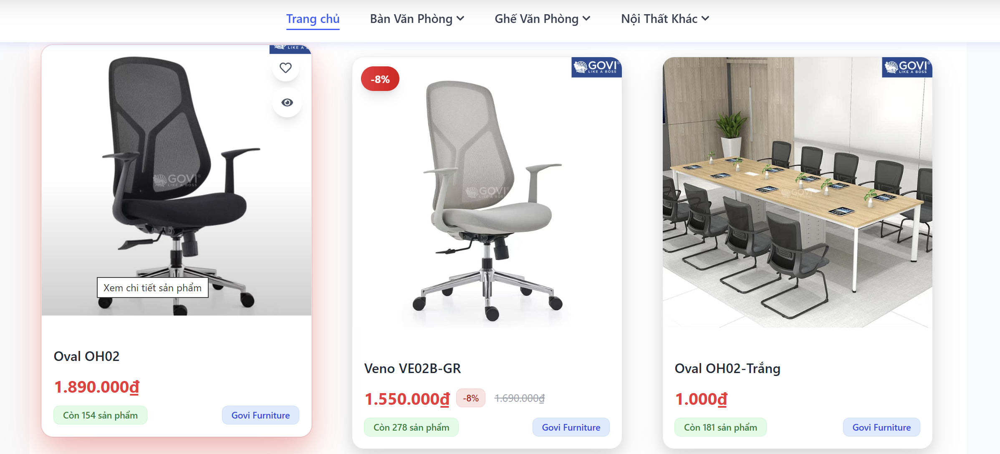 Trang chủ
Bàn Văn Phòng
Ghế Văn Phòng
Nội Thất Khác
LIKE A
GOVI®
LIKE A BOSS
Xem chi tiết sản phẩm
Oval OH02
1.890.000₫
Còn 154 sản phẩm
Govi Furniture
-8%
GOVI®
LIKE A BOSS
GOVI
LIKE A BOSS
Veno VE02B-GR
1.550.000₫ -8% 1.690.000₫
Còn 278 sản phẩm
Govi Furniture
GOVI®
LIKE A BOSS
GOVI
Oval OH02-Trắng
1.000₫
Còn 181 sản phẩm
Govi Furniture